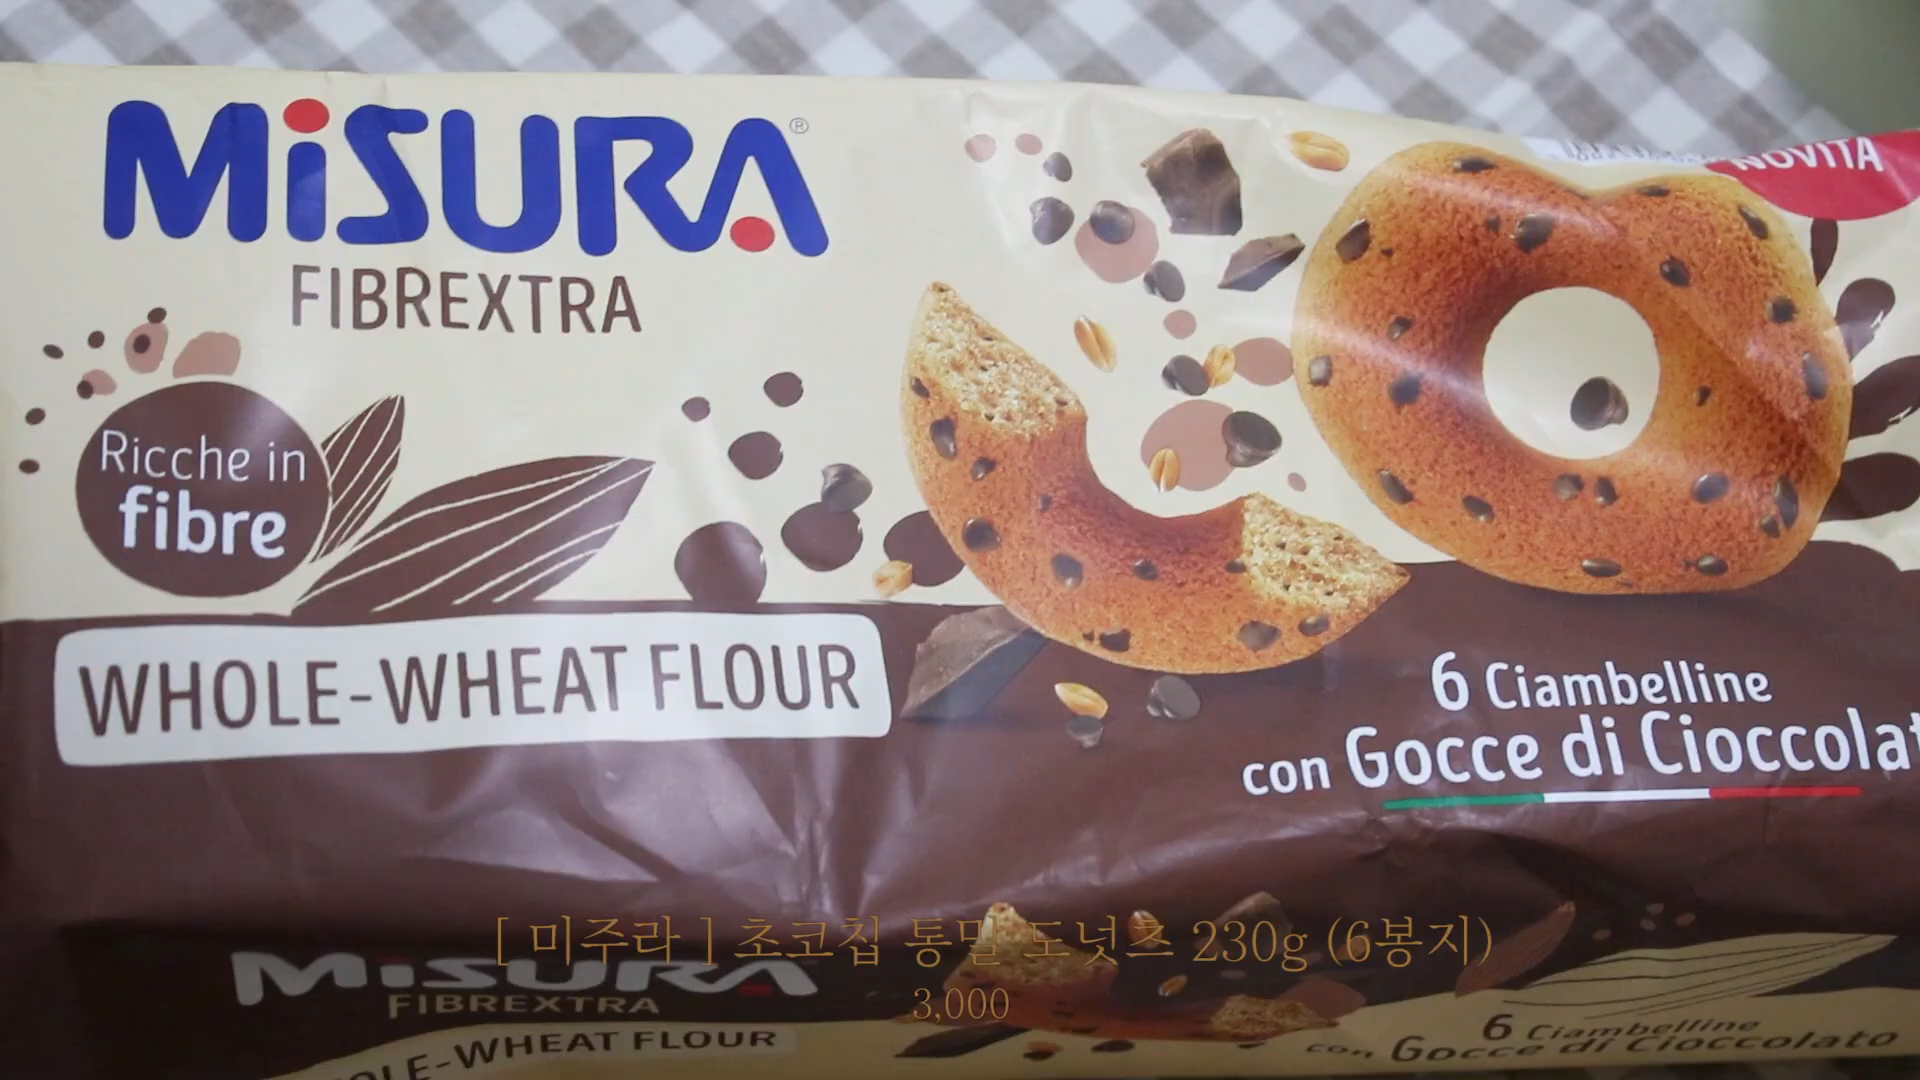 MiSURA®
FIBREXTRA
NOVITÀ
Ricche in
fibre
WHOLE-WHEAT FLOUR
6 Ciambelline
con Gocce di Cioccolat
[ 미주라 ] 초코칩 통밀 도넛츠 230g (6봉지)
3,000
MiSURA
FIBREXTRA
OLE-WHEAT FLOUR
6 Ciambelline
con Gocce di Cioccolato